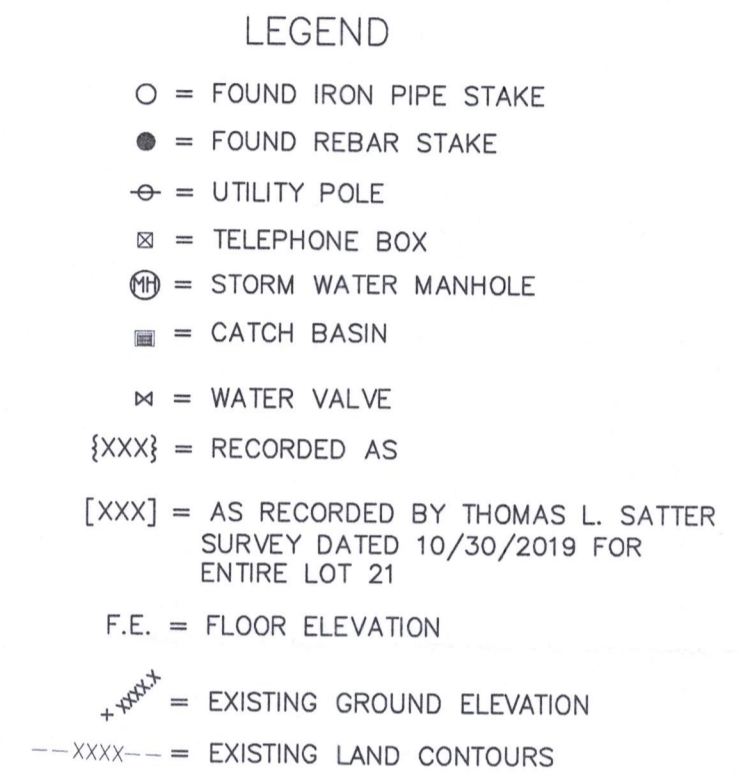 LEGEND
○ = FOUND IRON PIPE STAKE
● = FOUND REBAR STAKE
= UTILITY POLE
☒ = TELEPHONE BOX
MH = STORM WATER MANHOLE
= CATCH BASIN
⋈ = WATER VALVE
{XXX} = RECORDED AS
[XXX] = AS RECORDED BY THOMAS L. SATTER
SURVEY DATED 10/30/2019 FOR
ENTIRE LOT 21
F.E. = FLOOR ELEVATION
+ XXXX.X = EXISTING GROUND ELEVATION
——XXXX—— = EXISTING LAND CONTOURS